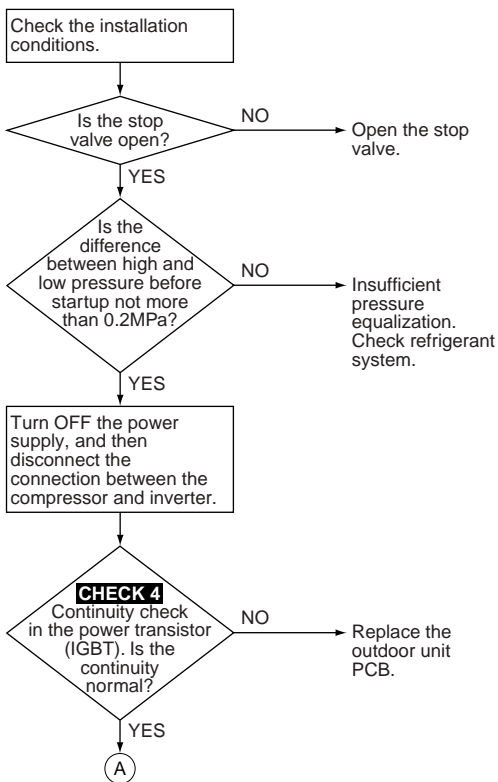 Check the installation
conditions.
Is the stop
valve open?
NO
Open the stop
valve.
YES
Is the
difference
between high and
low pressure before
startup not more
than 0.2MPa?
NO
Insufficient
pressure
equalization.
Check refrigerant
system.
YES
Turn OFF the power
supply, and then
disconnect the
connection between the
compressor and inverter.
CHECK 4
Continuity check
in the power transistor
(IGBT). Is the
continuity
normal?
NO
Replace the
outdoor unit
PCB.
YES
A